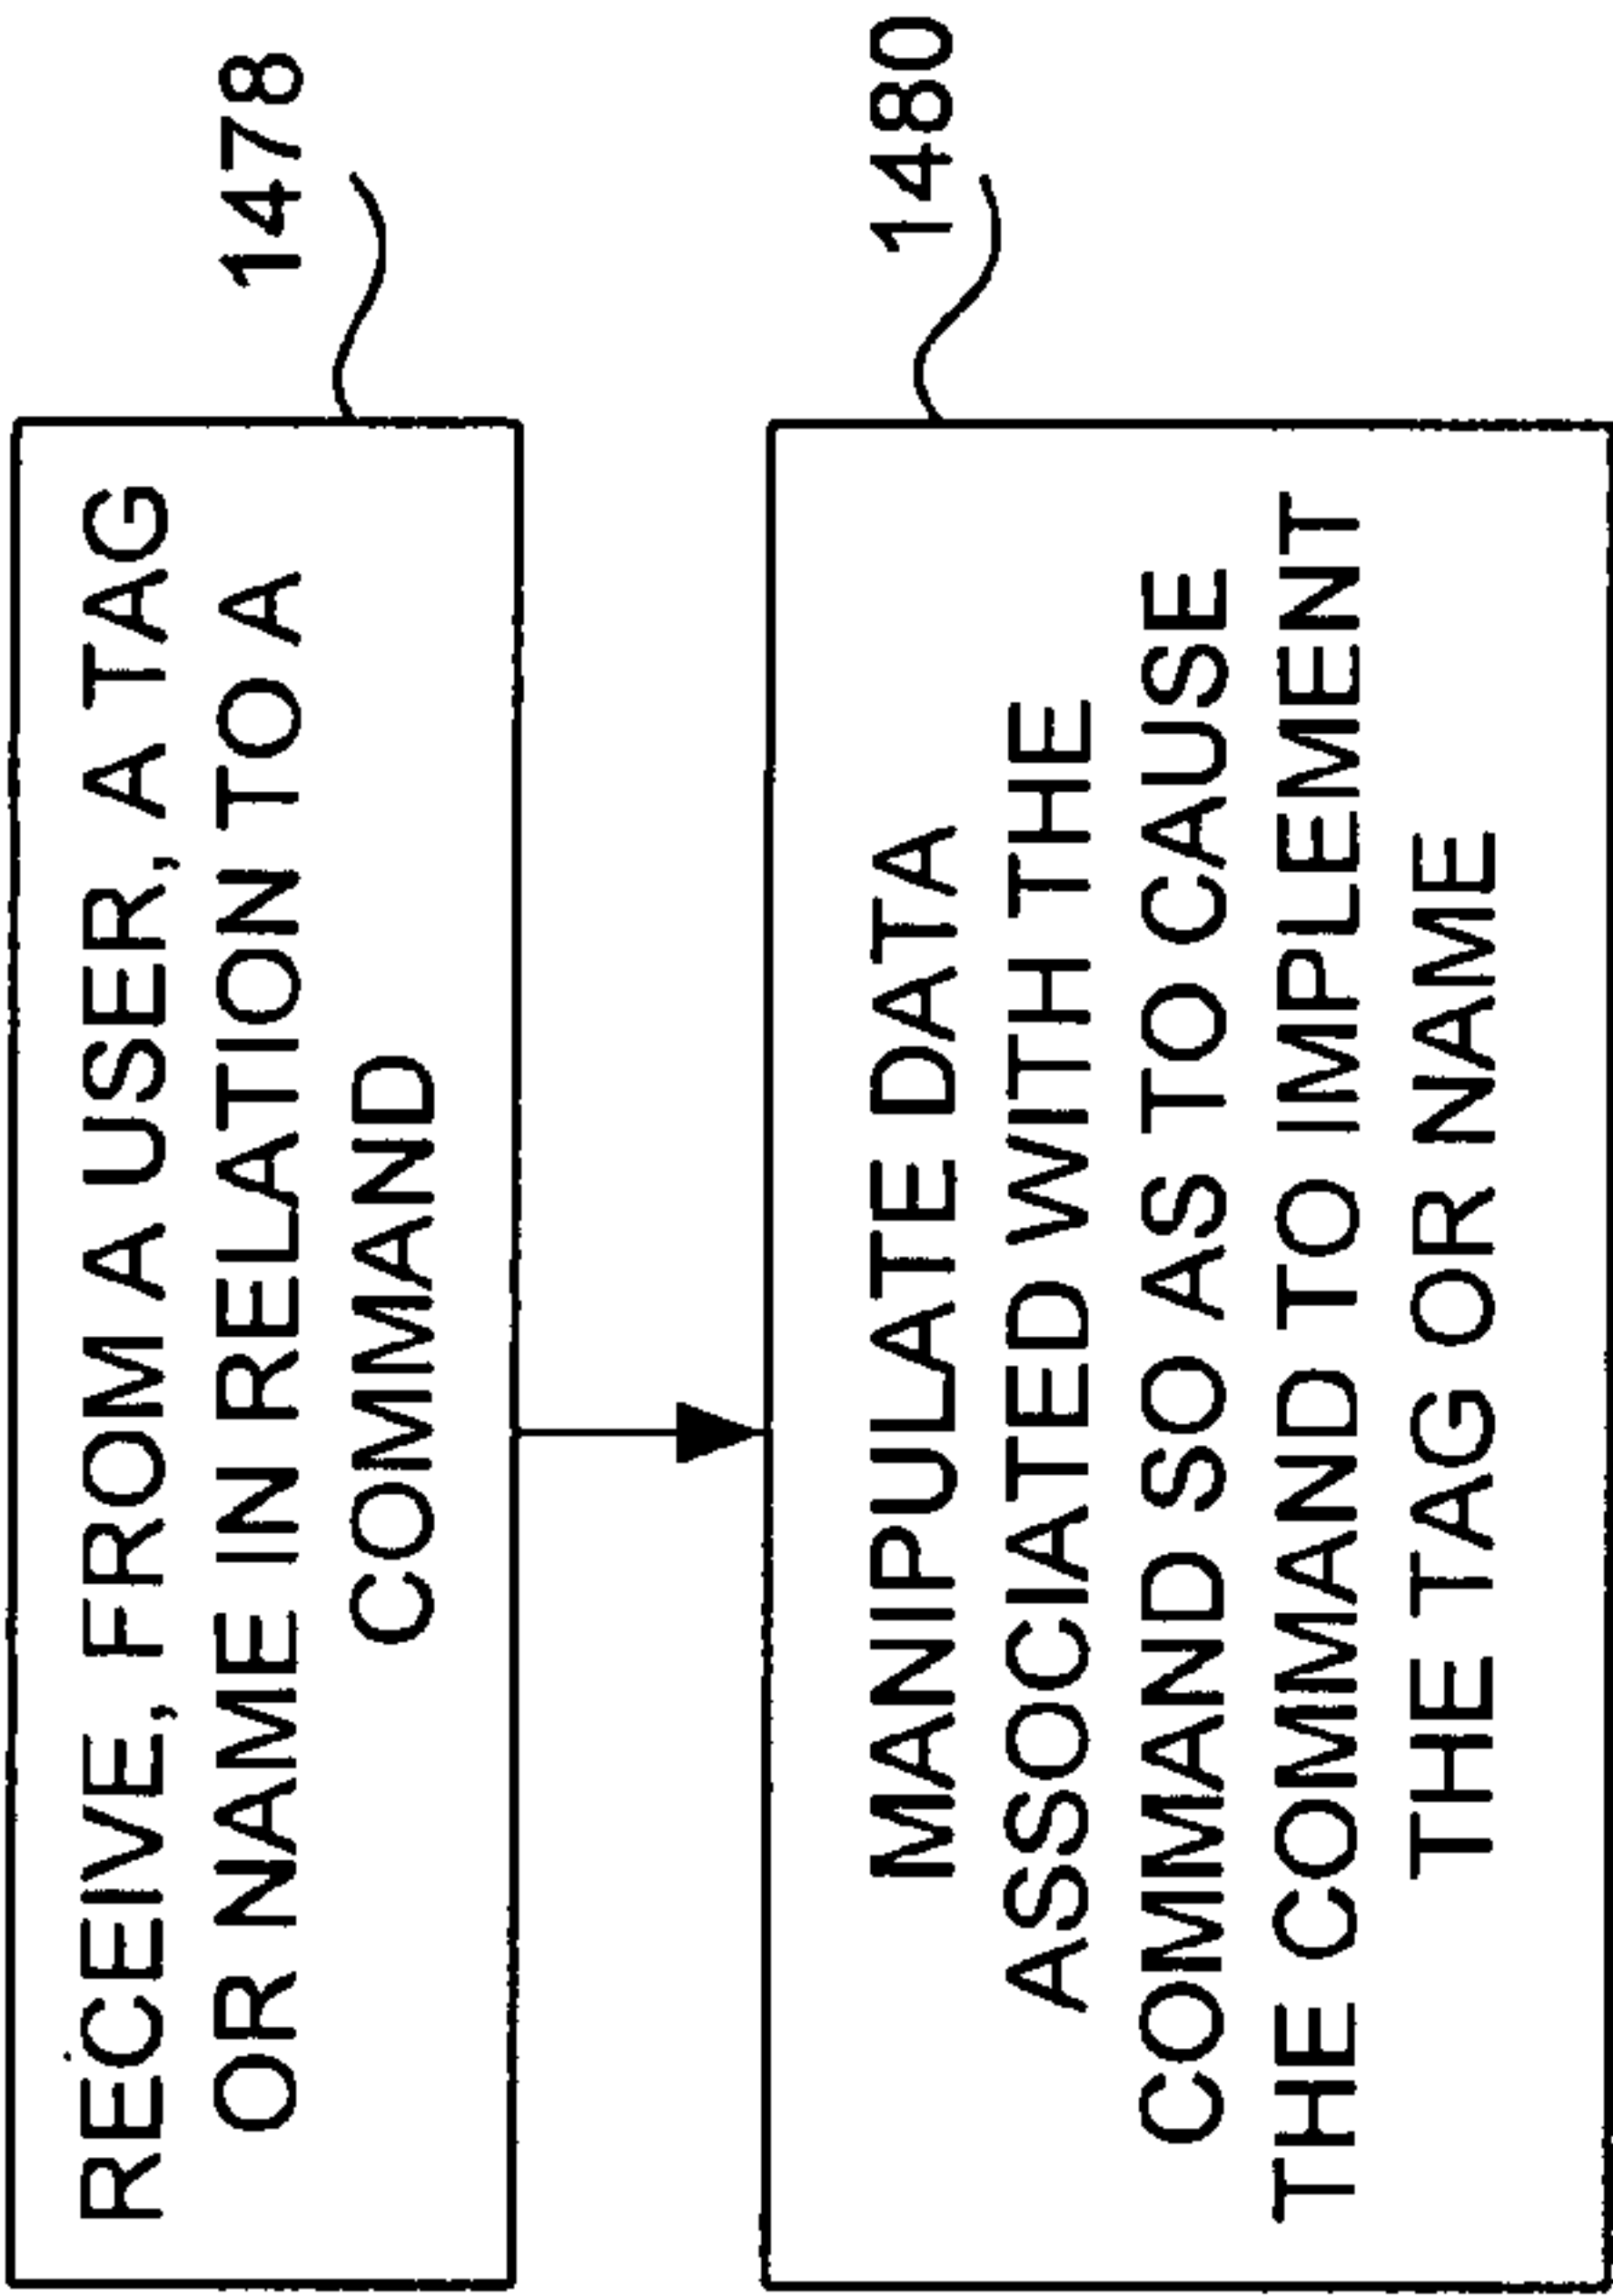 RECEIVE, FROM A USER, A TAG
OR NAME IN RELATION TO A
COMMAND
1478
MANIPULATE DATA
ASSOCIATED WITH THE
COMMAND SO AS TO CAUSE
THE COMMAND TO IMPLEMENT
THE TAG OR NAME
1480